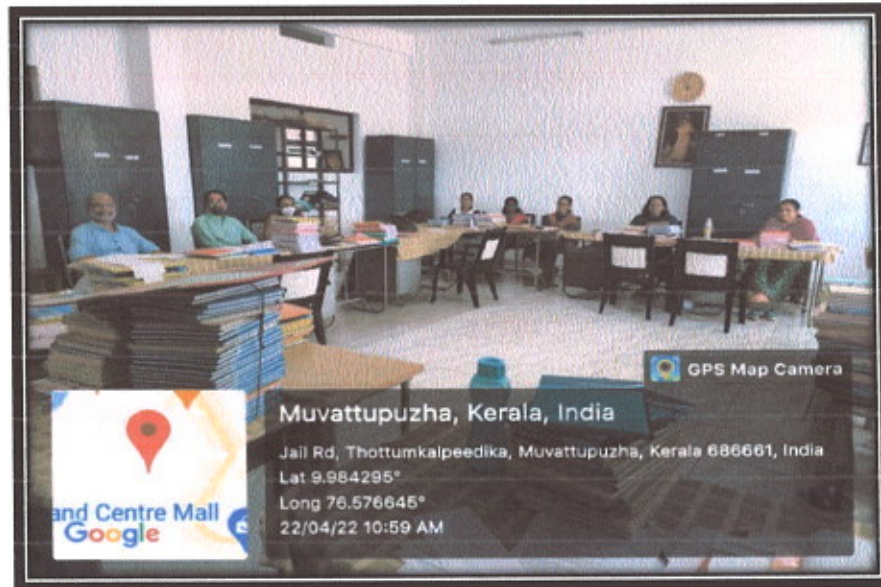 GPS Map Camera
Muvattupuzha, Kerala, India
Jail Rd, Thottumkalpeedika, Muvattupuzha, Kerala 686661, India
Lat 9.984295°
Long 76.576645°
22/04/22 10:59 AM
and Centre Mall
Google